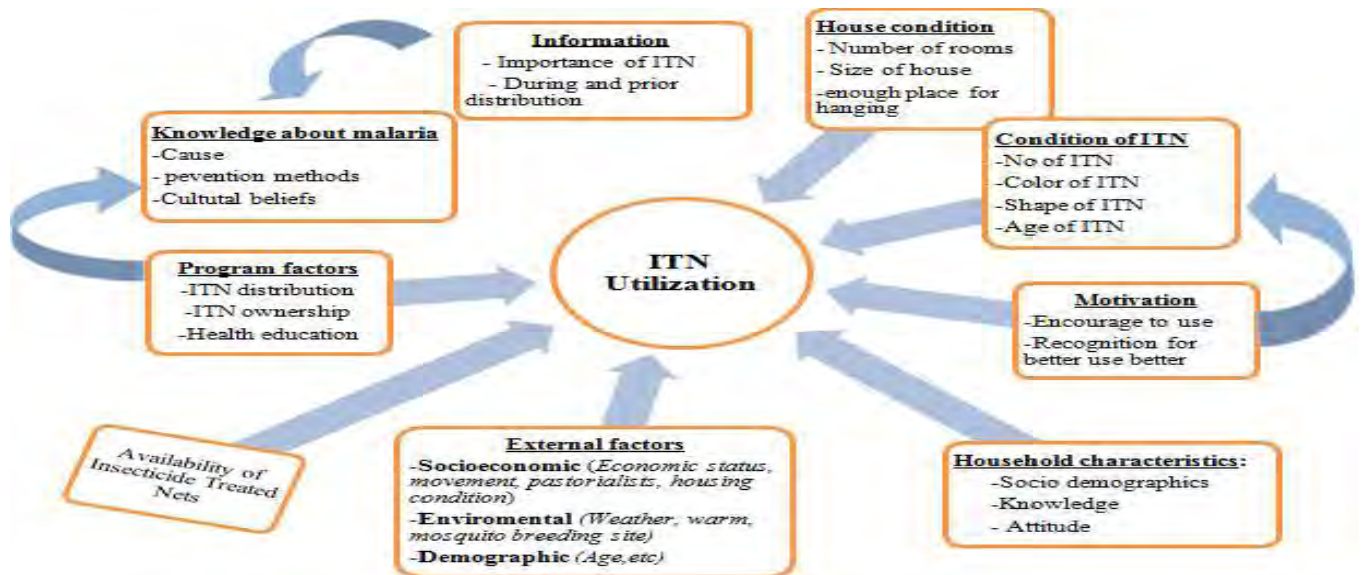 Information
- Importance of ITN
- During and prior
distribution
House condition
- Number of rooms
- Size of house
-enough place for
hanging
Knowledge about malaria
-Cause
- pevention methods
-Cultutal beliefs
Condition of ITN
-No of ITN
-Color of ITN
-Shape of ITN
-Age of ITN
ITN
Utilization
Program factors
-ITN distribution
-ITN ownership
-Health education
Motivation
-Encourage to use
-Recognition for
better use better
Availability of
Insecticide Treated
Nets
External factors
-Socioeconomic (Economic status,
movement, pastorialists, housing
condition)
-Enviromental (Weather, warm,
mosquito breeding site)
-Demographic (Age,etc)
Household characteristics:
-Socio demographics
-Knowledge
- Attitude